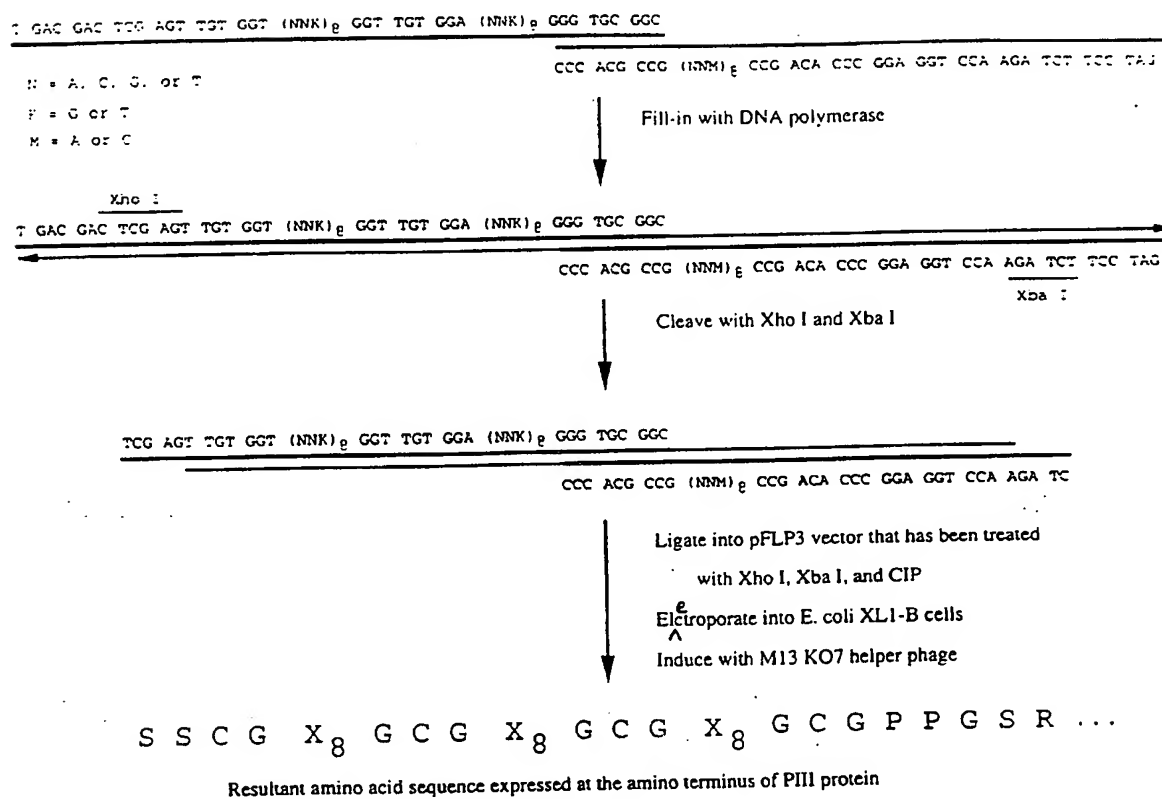 T GAC GAC TCG AGT TGT GGT (NNK)8 GGT TGT GGA (NNK)8 GGG TGC GGC
CCC ACG CCG (NNM)8 CCG ACA CCC GGA GGT CCA AGA TCT TCC TAG
N = A, C, G, or T
K = G or T
M = A or C
Fill-in with DNA polymerase
Xho I
T GAC GAC TCG AGT TGT GGT (NNK)8 GGT TGT GGA (NNK)8 GGG TGC GGC
CCC ACG CCG (NNM)8 CCG ACA CCC GGA GGT CCA AGA TCT TCC TAG
Xba I
Cleave with Xho I and Xba I
TCG AGT TGT GGT (NNK)8 GGT TGT GGA (NNK)8 GGG TGC GGC
CCC ACG CCG (NNM)8 CCG ACA CCC GGA GGT CCA AGA TC
Ligate into pFLP3 vector that has been treated
with Xho I, Xba I, and CIP
Electroporate into E. coli XL1-B cells
Induce with M13 KO7 helper phage
S S C G X8 G C G X8 G C G X8 G C G P P G S R ...
Resultant amino acid sequence expressed at the amino terminus of PIII protein